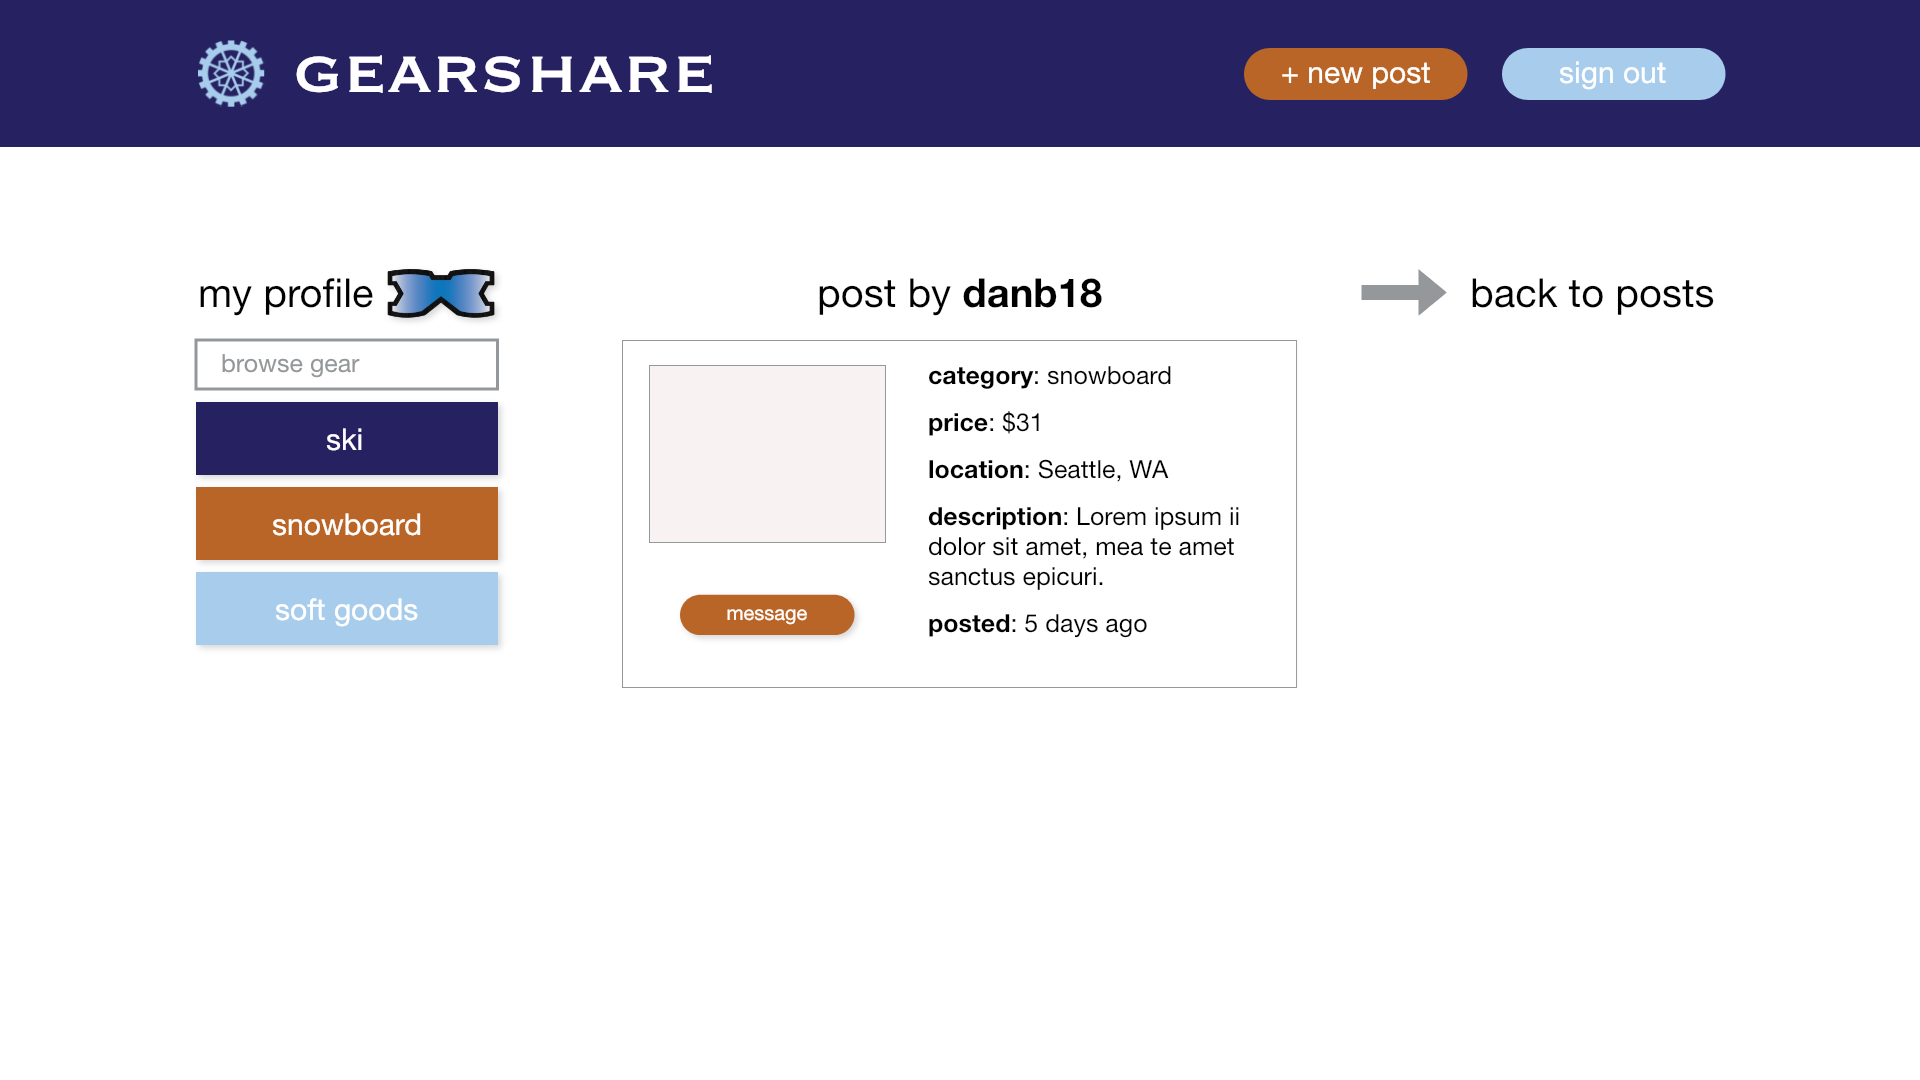 GEARSHARE
+ new post
sign out
my profile
browse gear
ski
snowboard
soft goods
post by danb18
category: snowboard
price: $31
location: Seattle, WA
description: Lorem ipsum ii
dolor sit amet, mea te amet
sanctus epicuri.
posted: 5 days ago
message
back to posts